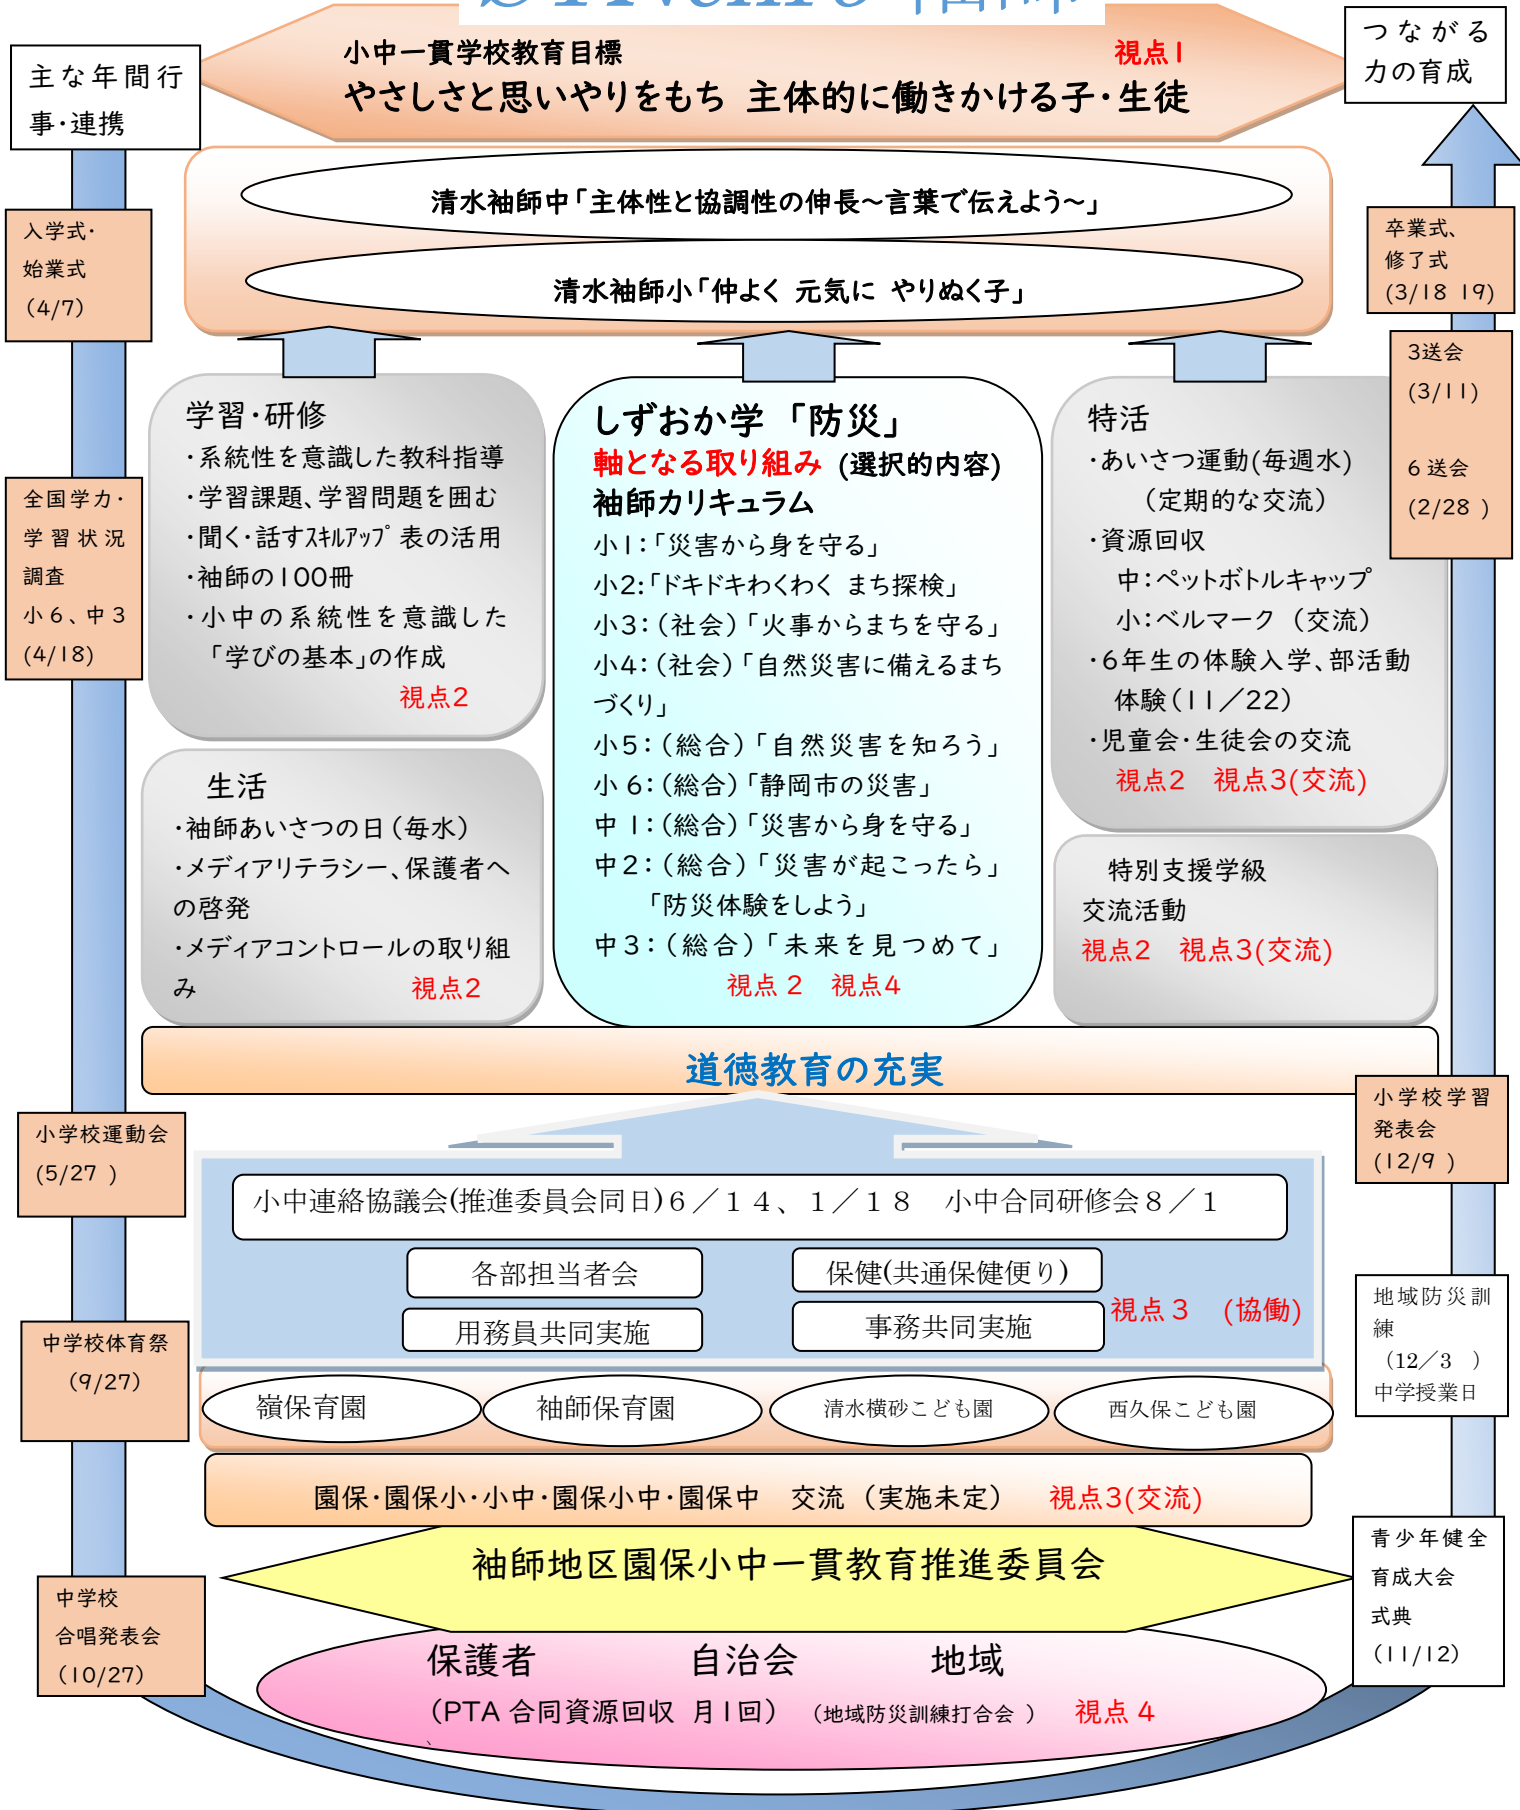 小中一貫学校教育目標
視点1
やさしさと思いやりをもち 主体的に働きかける子・生徒
つながる
力の育成
主な年間行
事・連携
清水袖師中「主体性と協調性の伸長～言葉で伝えよう～」
清水袖師小「仲よく 元気に やりぬく子」
入学式・
始業式
(4/7)
全国学力・
学習状況
調査
小6、中3
(4/18)
小学校運動会
(5/27 )
中学校体育祭
(9/27)
中学校
合唱発表会
(10/27)
学習・研修
・系統性を意識した教科指導
・学習課題、学習問題を囲む
・聞く・話すｽｷﾙｱｯﾌﾟ表の活用
・袖師の100冊
・小中の系統性を意識した
「学びの基本」の作成
視点2
生活
・袖師あいさつの日(毎水)
・メディアリテラシー、保護者へ
の啓発
・メディアコントロールの取り組
み
視点2
しずおか学 「防災」
軸となる取り組み (選択的内容)
袖師カリキュラム
小1:「災害から身を守る」
小2:「ドキドキわくわく まち探検」
小3:(社会)「火事からまちを守る」
小4:(社会)「自然災害に備えるまち
づくり」
小5:(総合)「自然災害を知ろう」
小6:(総合)「静岡市の災害」
中1:(総合)「災害から身を守る」
中2:(総合)「災害が起こったら」
「防災体験をしよう」
中3:(総合)「未来を見つめて」
視点2 視点4
特活
・あいさつ運動(毎週水)
(定期的な交流)
・資源回収
中:ペットボトルキャップ
小:ベルマーク (交流)
・6年生の体験入学、部活動
体験(11/22)
・児童会・生徒会の交流
視点2 視点3(交流)
特別支援学級
交流活動
視点2 視点3(交流)
卒業式、
修了式
(3/18 19)
3送会
(3/11)
6送会
(2/28 )
小学校学習
発表会
(12/9 )
地域防災訓
練
(12/3 )
中学授業日
青少年健全
育成大会
式典
(11/12)
道徳教育の充実
小中連絡協議会(推進委員会同日)6/14、1/18 小中合同研修会8/1
各部担当者会
保健(共通保健便り)
用務員共同実施
事務共同実施
視点3 (協働)
嶺保育園
袖師保育園
清水横砂こども園
西久保こども園
園保・園保小・小中・園保小中・園保中 交流 (実施未定) 視点3(交流)
袖師地区園保小中一貫教育推進委員会
保護者 自治会 地域
(PTA合同資源回収 月1回) (地域防災訓練打合会 ) 視点4
、